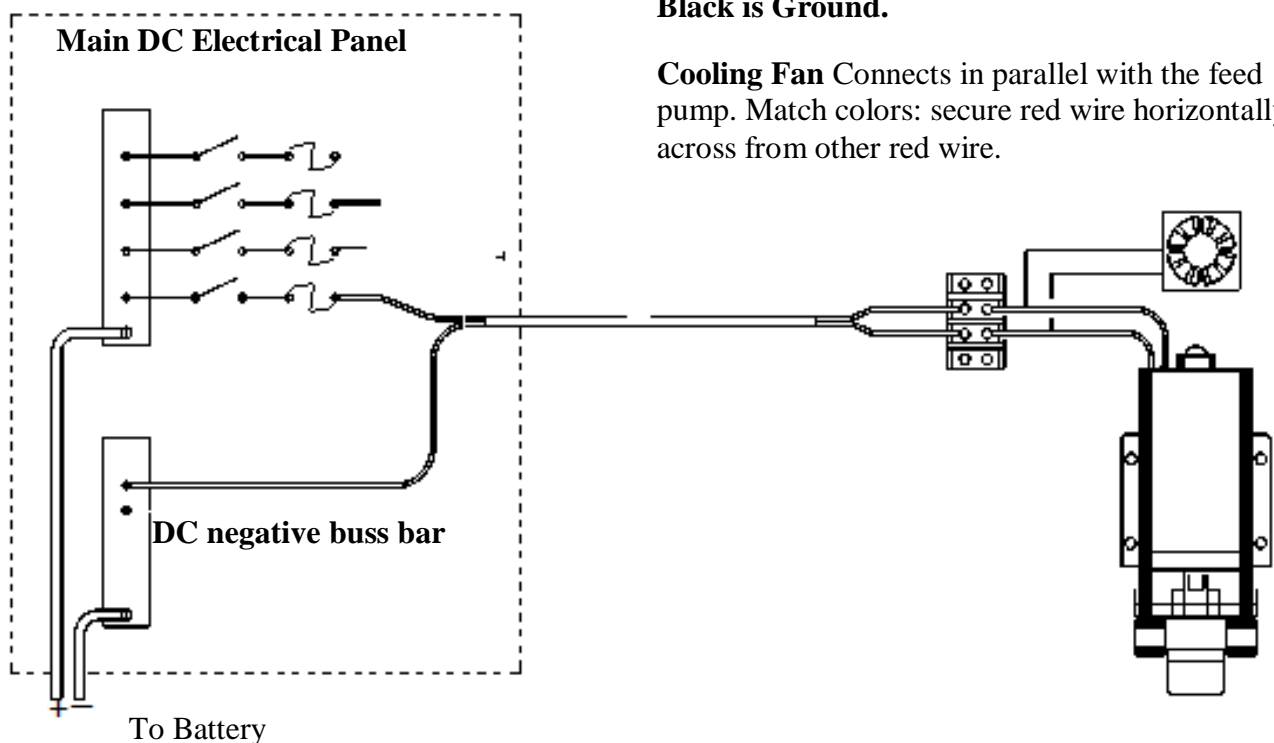 Black is Ground.
Main DC Electrical Panel
Cooling Fan Connects in parallel with the feed
pump. Match colors: secure red wire horizontally
across from other red wire.
DC negative buss bar
+ −
To Battery